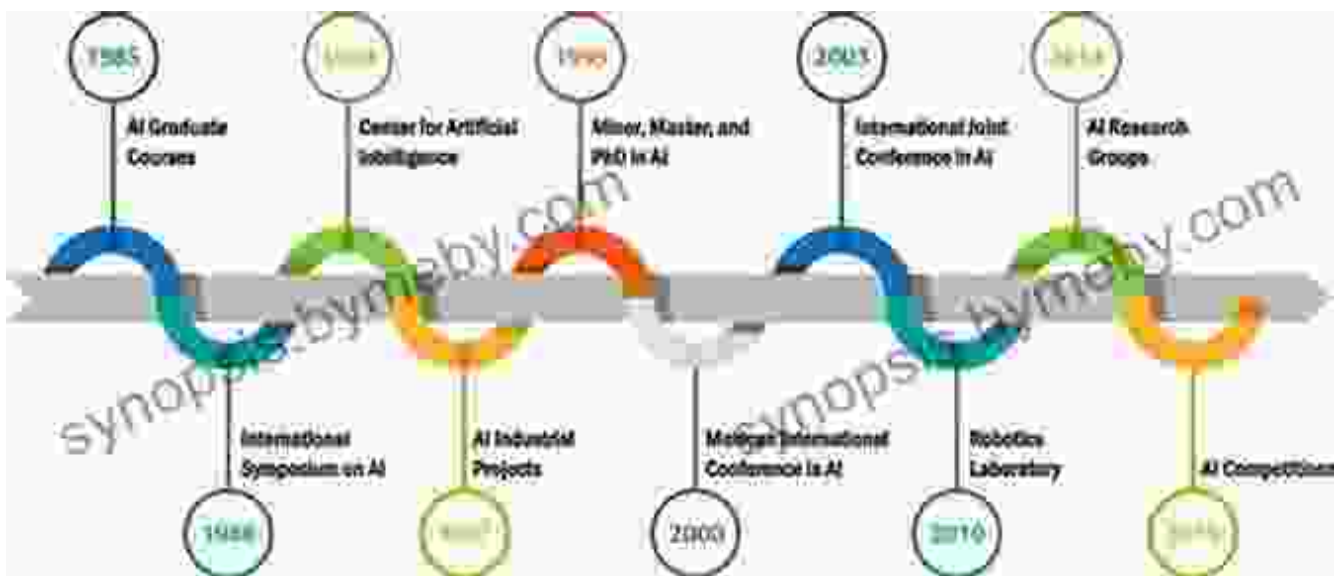 1985
2003
AI Graduate
Courses
Center for Artificial
Intelligence
Minor, Master, and
PhD in AI
International Joint
Conference in AI
AI Research
Groups
synopsis.bymeby.com
synopsis.bymeby.com
International
Symposium on AI
AI Industrial
Projects
Mexican International
Conference in AI
Robotics
Laboratory
AI Competitions
1988
2000
2010